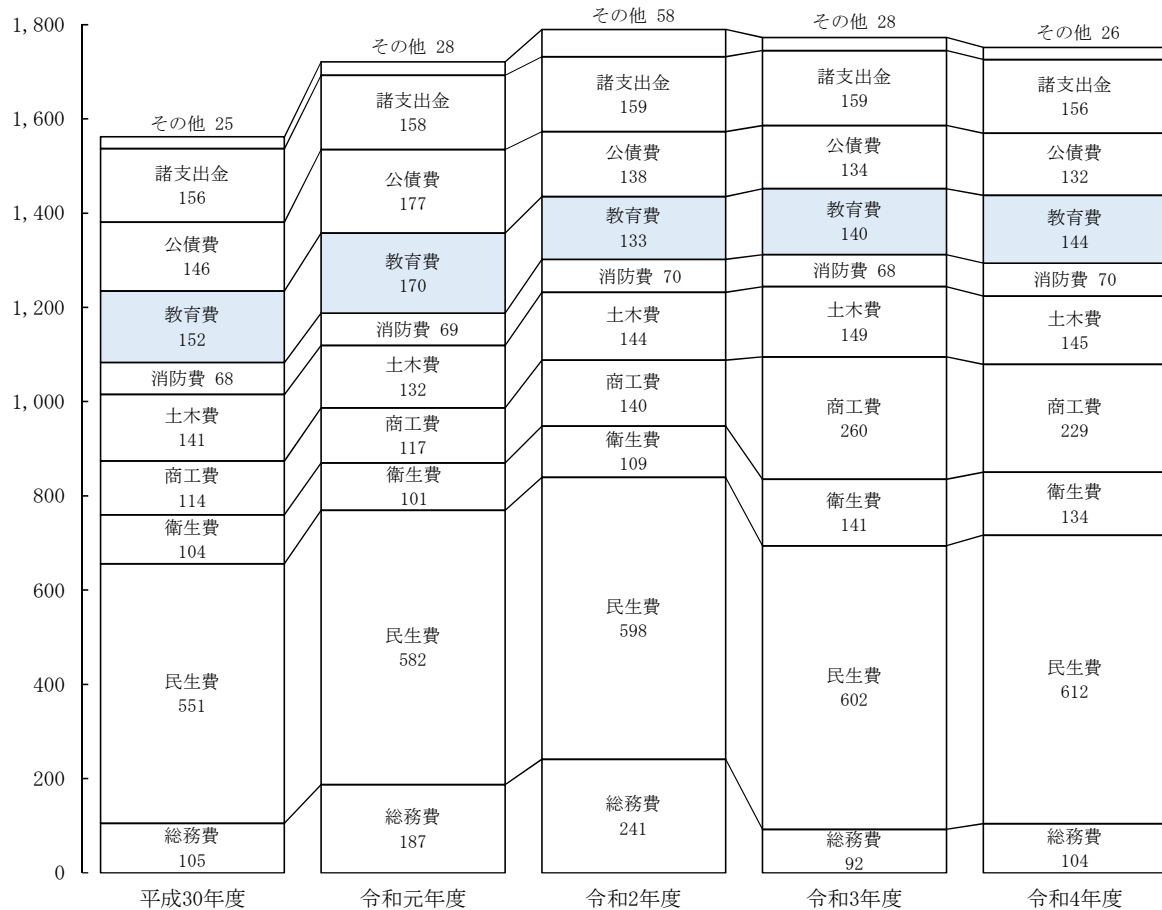 1,800
1,600
1,400
1,200
1,000
800
600
400
200
0
その他 25
諸支出金
156
公債費
146
教育費
152
消防費 68
土木費
141
商工費
114
衛生費
104
民生費
551
総務費
105
平成30年度
その他 28
諸支出金
158
公債費
177
教育費
170
消防費 69
土木費
132
商工費
117
衛生費
101
民生費
582
総務費
187
令和元年度
その他 58
諸支出金
159
公債費
138
教育費
133
消防費 70
土木費
144
商工費
140
衛生費
109
民生費
598
総務費
241
令和2年度
その他 28
諸支出金
159
公債費
134
教育費
140
消防費 68
土木費
149
商工費
260
衛生費
141
民生費
602
総務費
92
令和3年度
その他 26
諸支出金
156
公債費
132
教育費
144
消防費 70
土木費
145
商工費
229
衛生費
134
民生費
612
総務費
104
令和4年度